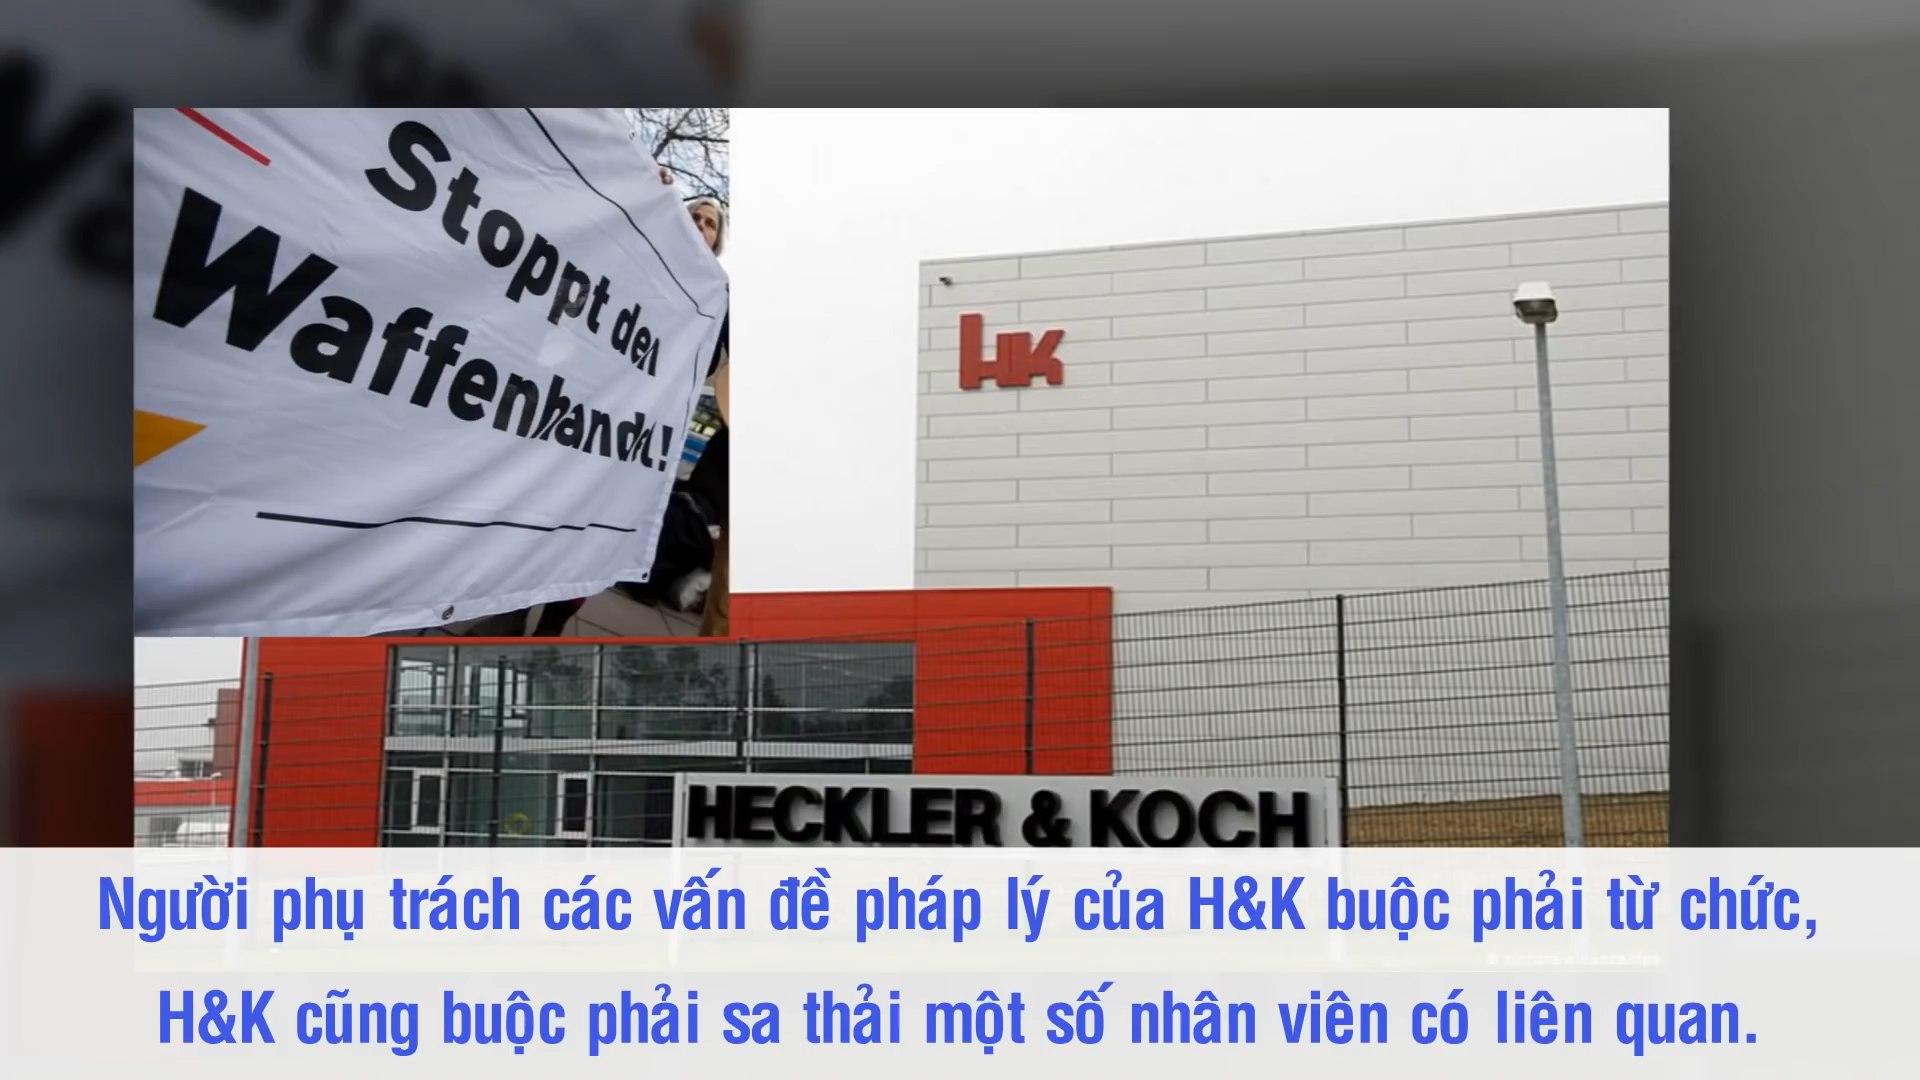 Stoppt den
Waffenhandel!
HK
HECKLER & KOCH
Người phụ trách các vấn đề pháp lý của H&K buộc phải từ chức,
H&K cũng buộc phải sa thải một số nhân viên có liên quan.